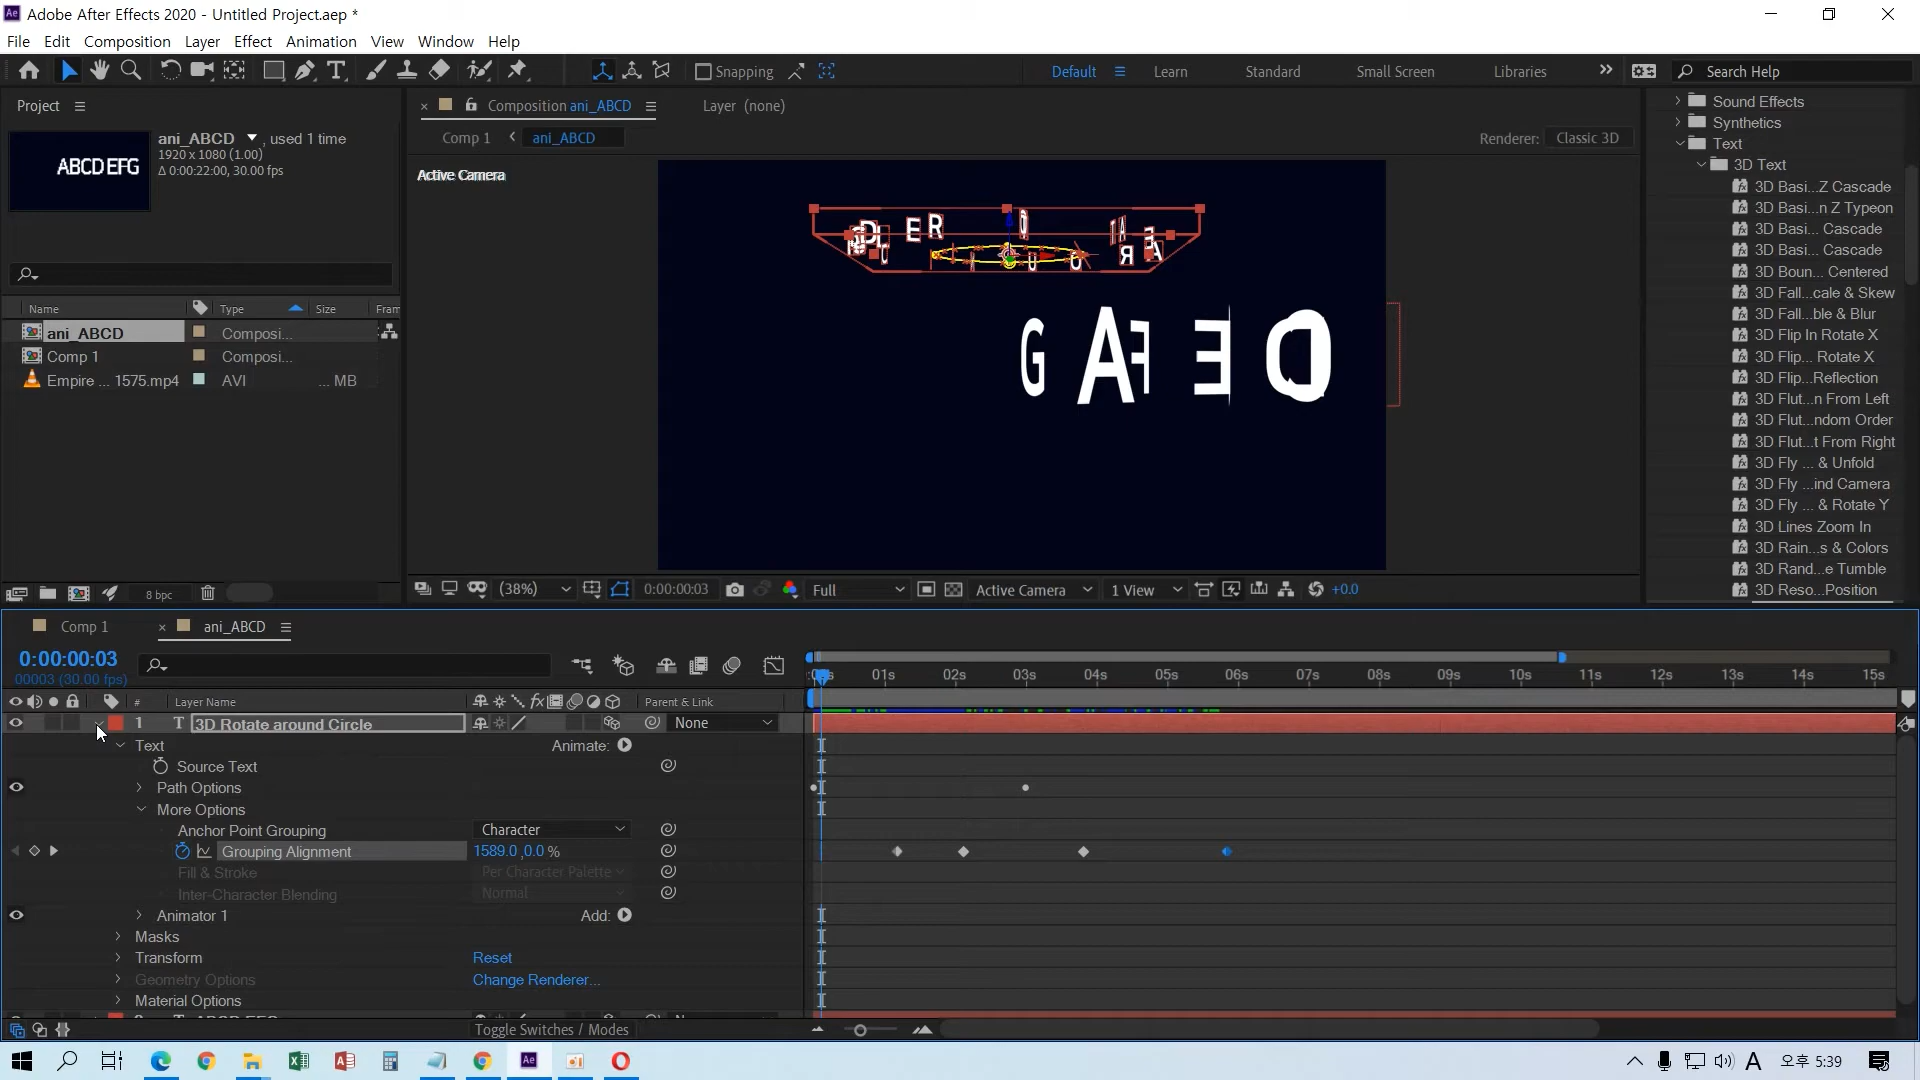 Adobe After Effects 2020 - Untitled Project.aep *
File Edit Composition Layer Effect Animation View Window Help
Snapping
Default Learn Standard Small Screen Libraries
Search Help
Project
ani_ABCD , used 1 time
1920 x 1080 (1.00)
Δ 0:00:22:00, 30.00 fps
ABCD EFG
Name Type Size Fram
ani_ABCD Composi...
Comp 1 Composi...
Empire ... 1575.mp4 AVI ... MB
8 bpc
Composition ani_ABCD
Layer (none)
Comp 1 ani_ABCD
Renderer: Classic 3D
Active Camera
(38%) 0:00:00:03 Full Active Camera 1 View +0.0
Sound Effects
Synthetics
Text
3D Text
3D Basi...Z Cascade
3D Basi...n Z Typeon
3D Basi... Cascade
3D Basi... Cascade
3D Boun... Centered
3D Fall...cale & Skew
3D Fall...ble & Blur
3D Flip In Rotate X
3D Flip... Rotate X
3D Flip...Reflection
3D Flut...n From Left
3D Flut...ndom Order
3D Flut...t From Right
3D Fly ... & Unfold
3D Fly ...ind Camera
3D Fly ... & Rotate Y
3D Lines Zoom In
3D Rain...s & Colors
3D Rand...e Tumble
3D Reso...Position
Comp 1 ani_ABCD
0:00:00:03
00003 (30.00 fps)
01s 02s 03s 04s 05s 06s 07s 08s 09s 10s 11s 12s 13s 14s 15s
# Layer Name Parent & Link
1 T 3D Rotate around Circle None
Text Animate:
Source Text
Path Options
More Options
Anchor Point Grouping Character
Grouping Alignment 1589.0 ,0.0 %
Fill & Stroke Per Character Palette
Inter-Character Blending Normal
Animator 1 Add:
Masks
Transform Reset
Geometry Options Change Renderer...
Material Options
Toggle Switches / Modes
A 오후 5:39